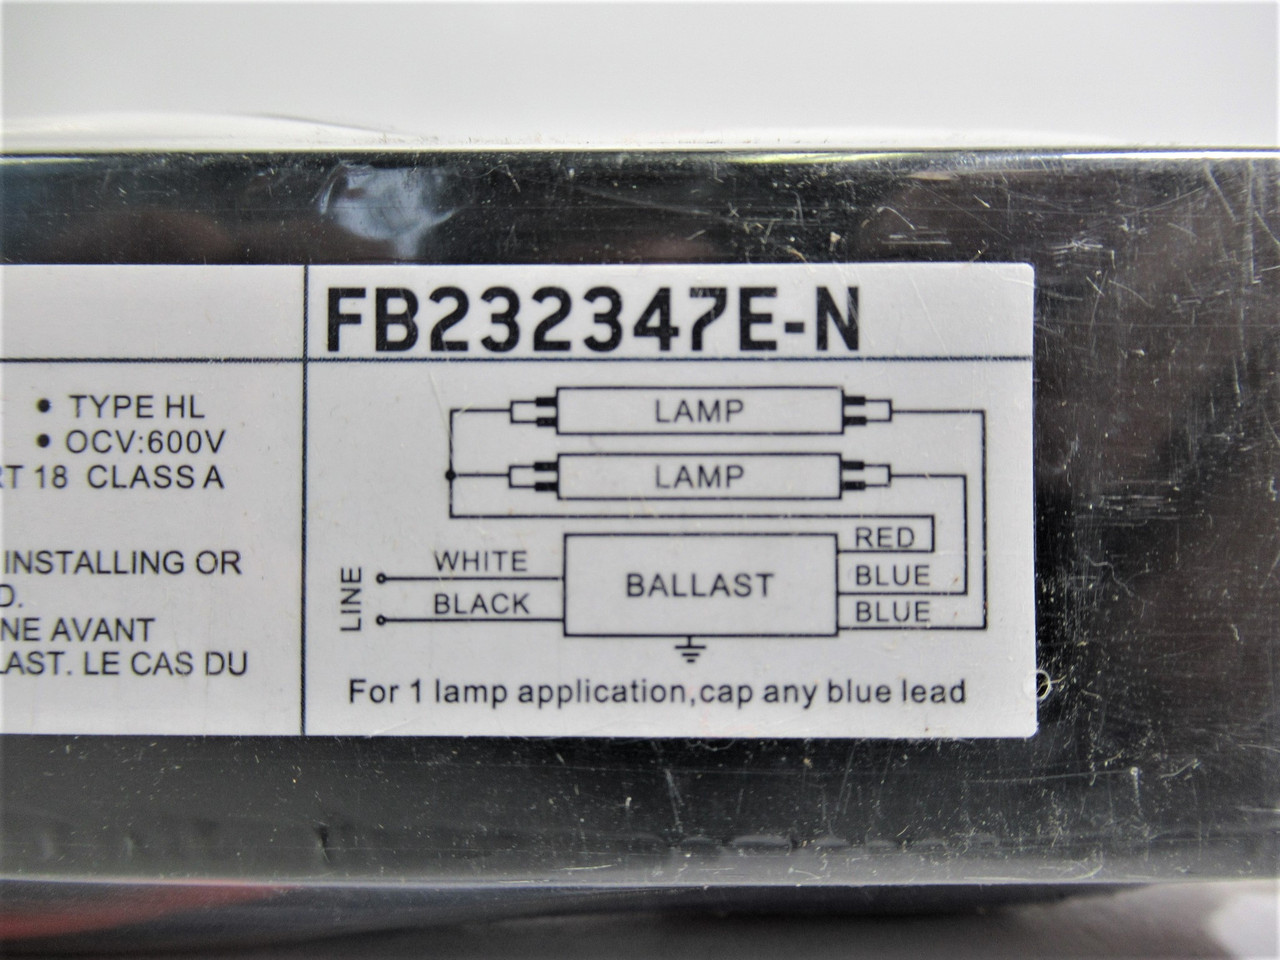 FB232347E-N
• TYPE HL
• OCV:600V
RT 18 CLASS A
INSTALLING OR
D.
NE AVANT
LAST. LE CAS DU
LAMP
LAMP
RED
WHITE
BLUE
LINE
BALLAST
BLACK
BLUE
For 1 lamp application,cap any blue lead